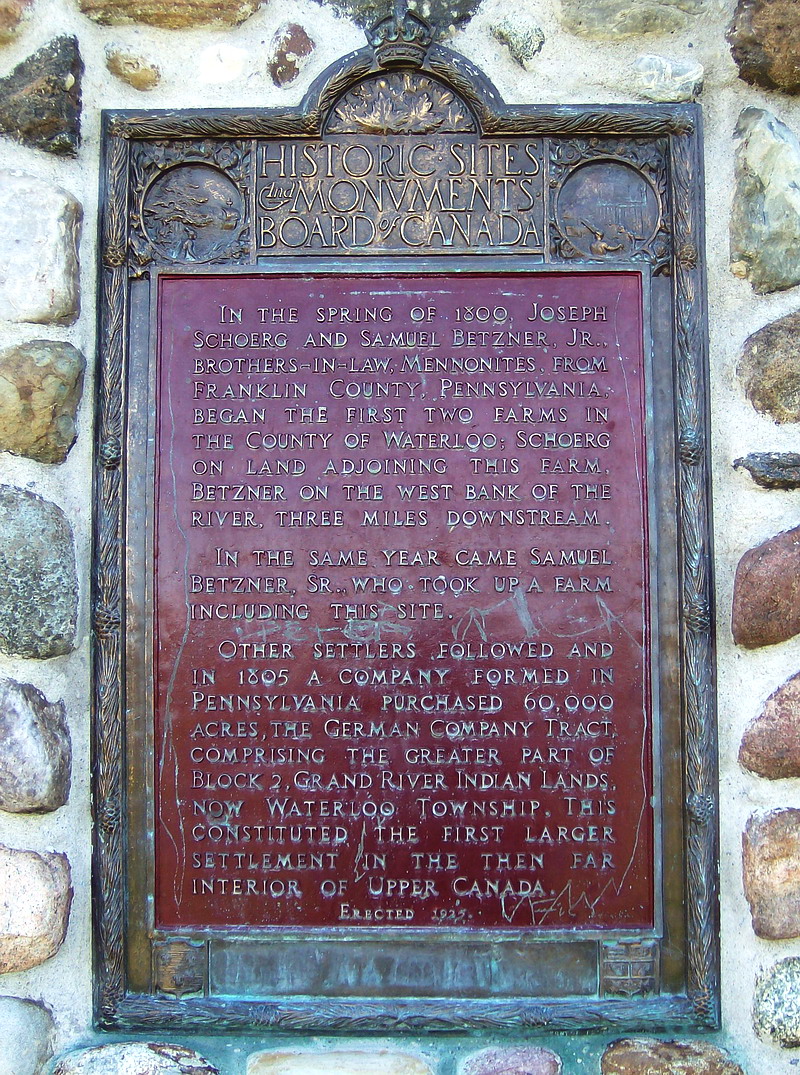 HISTORIC·SITES
And MONVMENTS
BOARD of CANADA
IN THE SPRING OF 1800, JOSEPH
SCHOERG AND SAMUEL BETZNER, JR.,
BROTHERS-IN-LAW, MENNONITES, FROM
FRANKLIN COUNTY, PENNSYLVANIA,
BEGAN THE FIRST TWO FARMS IN
THE COUNTY OF WATERLOO; SCHOERG
ON LAND ADJOINING THIS FARM,
BETZNER ON THE WEST BANK OF THE
RIVER, THREE MILES DOWNSTREAM.
IN THE SAME YEAR CAME SAMUEL
BETZNER, SR., WHO TOOK UP A FARM
INCLUDING THIS SITE.
OTHER SETTLERS FOLLOWED AND
IN 1805 A COMPANY FORMED IN
PENNSYLVANIA PURCHASED 60,000
ACRES, THE GERMAN COMPANY TRACT,
COMPRISING THE GREATER PART OF
BLOCK 2, GRAND RIVER INDIAN LANDS,
NOW WATERLOO TOWNSHIP. THIS
CONSTITUTED THE FIRST LARGER
SETTLEMENT IN THE THEN FAR
INTERIOR OF UPPER CANADA.
ERECTED 1925.